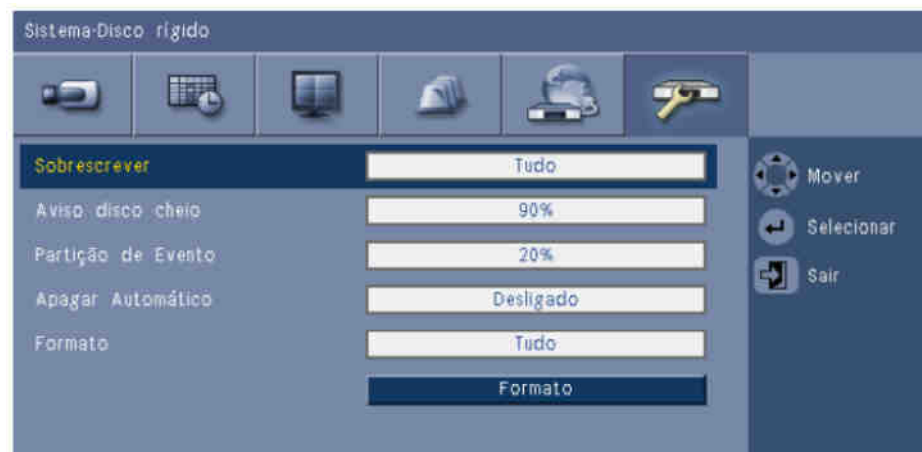 Sistema-Disco rígido
Sobrescrever Tudo
Aviso disco cheio 90%
Partição de Evento 20%
Apagar Automático Desligado
Formato Tudo
Formato
Mover
Selecionar
Sair